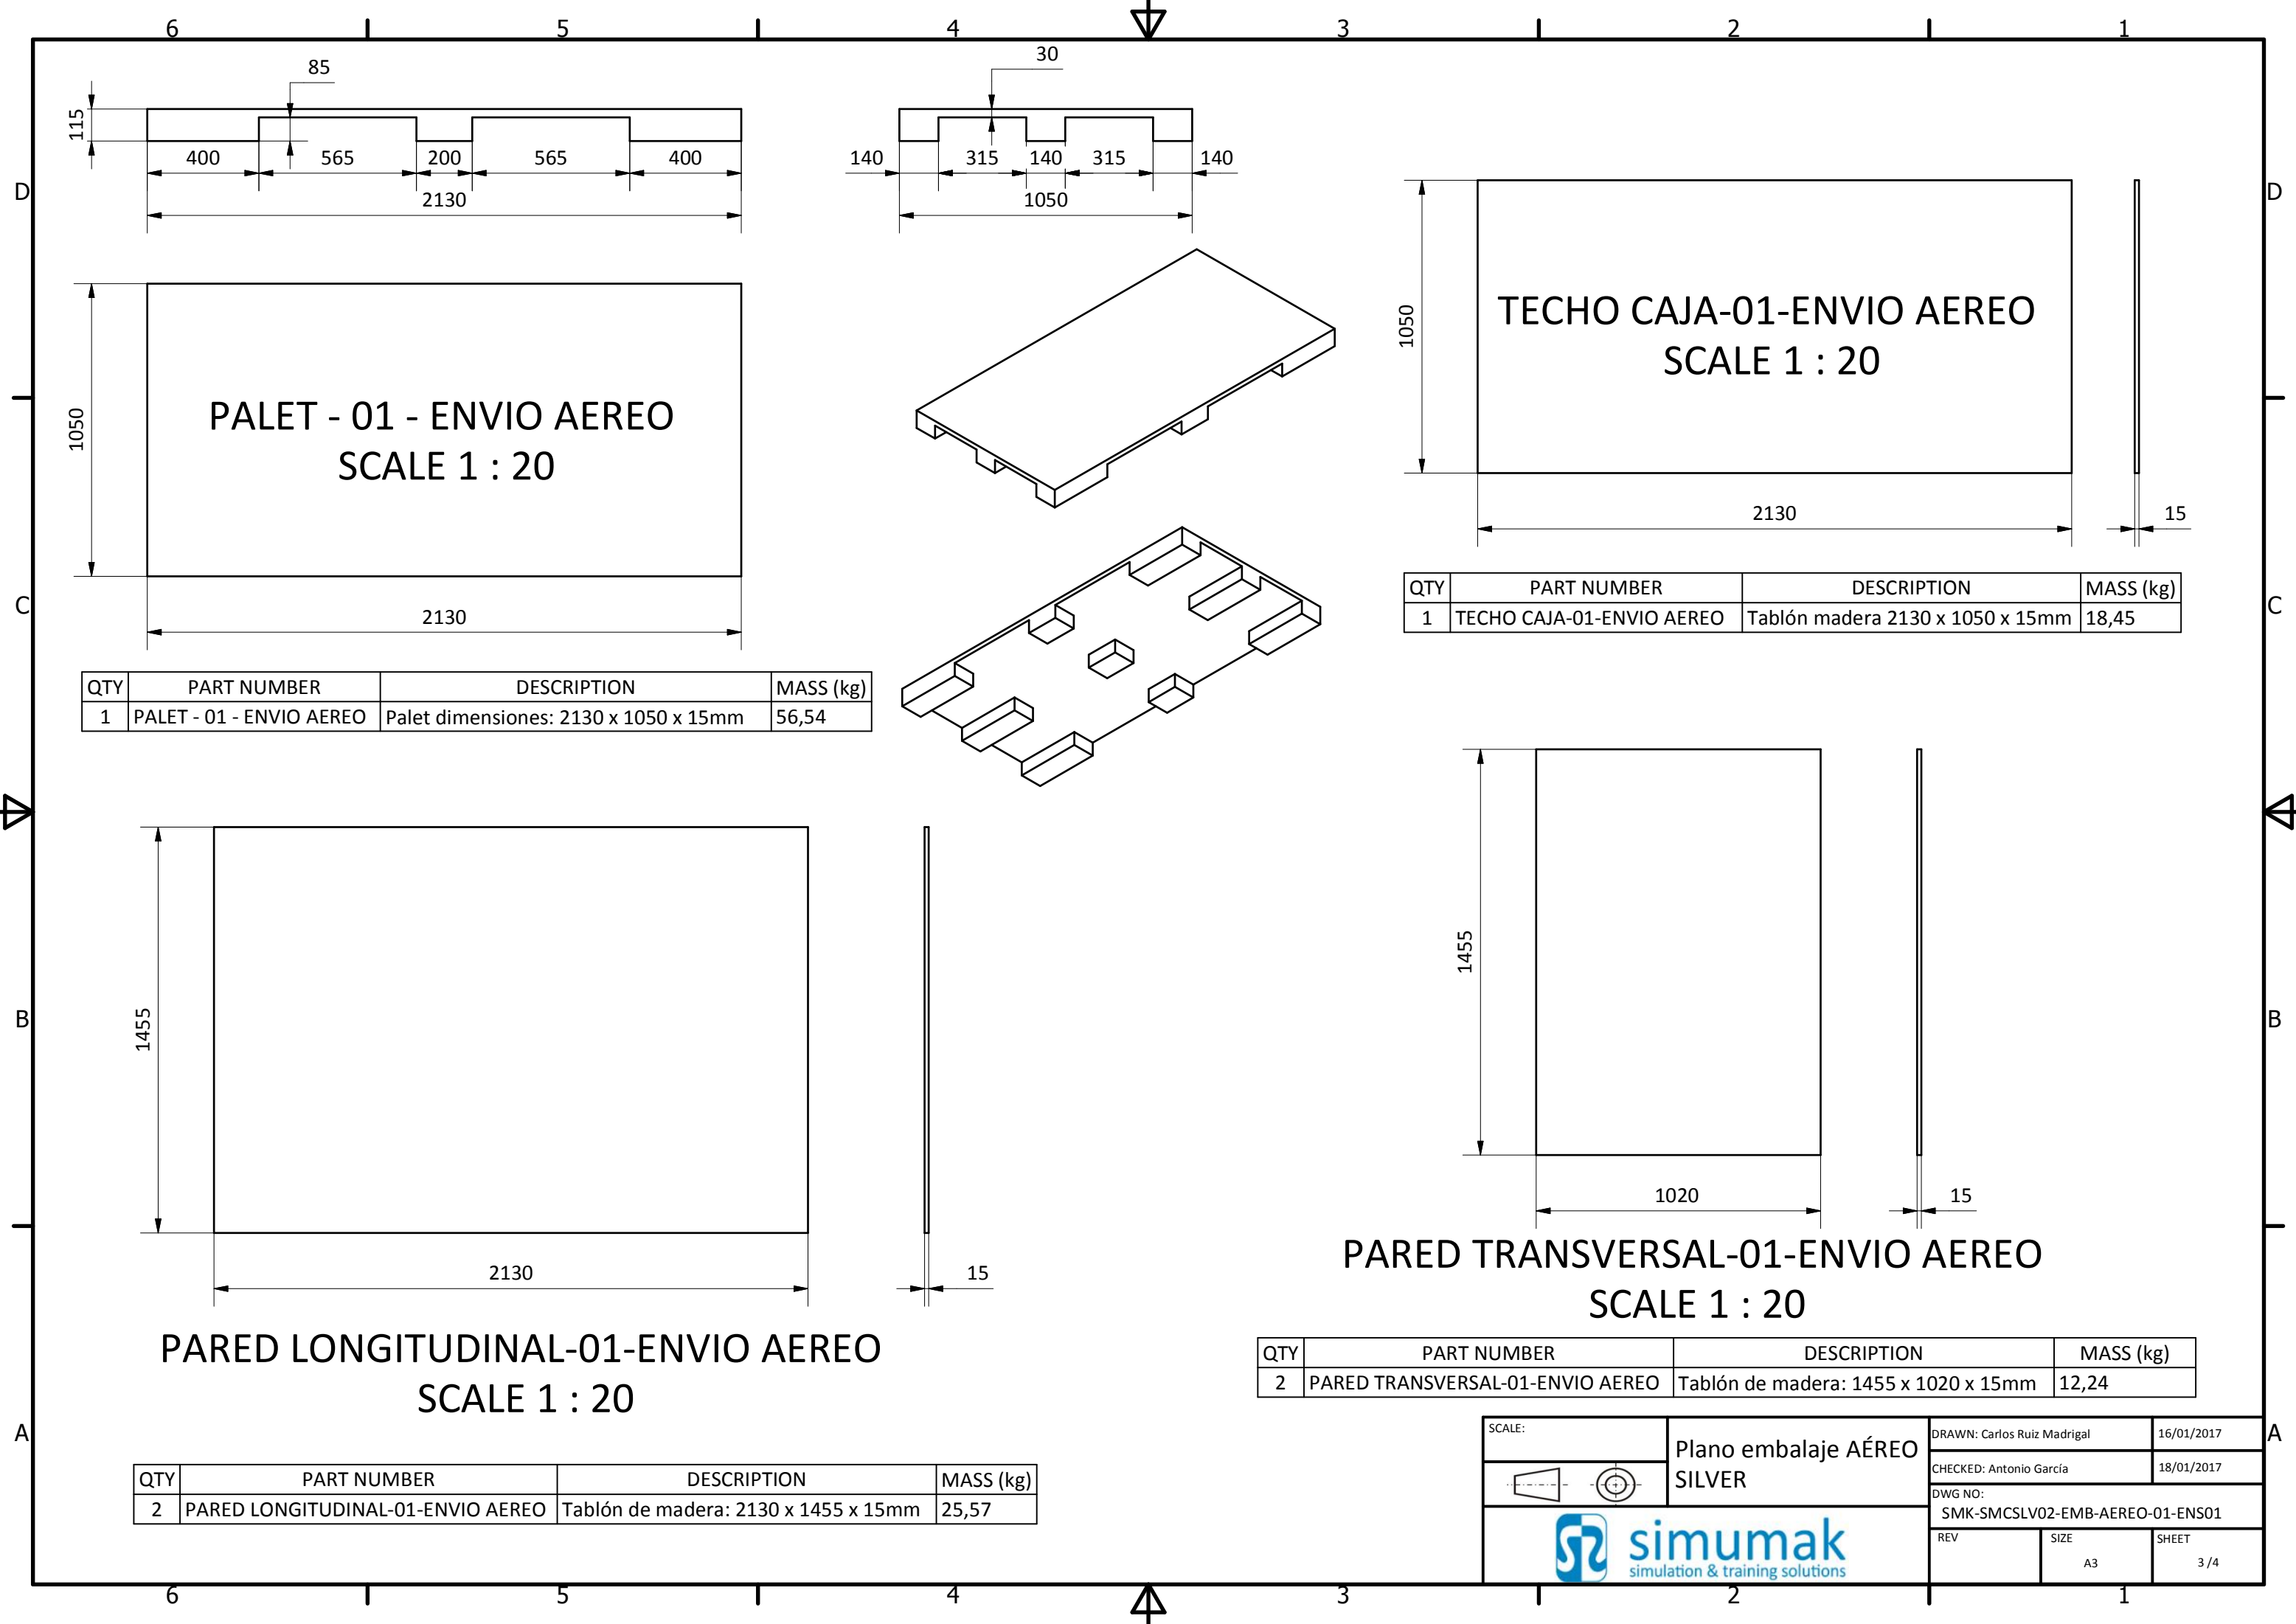 6 5 4 3 2 1
85
115
400 565 200 565 400
2130
30
140 315 140 315 140
1050
D D
1050
PALET - 01 - ENVIO AEREO
SCALE 1 : 20
2130
QTY PART NUMBER DESCRIPTION MASS (kg)
1 PALET - 01 - ENVIO AEREO Palet dimensiones: 2130 x 1050 x 15mm 56,54
1050
TECHO CAJA-01-ENVIO AEREO
SCALE 1 : 20
2130
15
QTY PART NUMBER DESCRIPTION MASS (kg)
1 TECHO CAJA-01-ENVIO AEREO Tablón madera 2130 x 1050 x 15mm 18,45
C C
1455
2130
15
PARED LONGITUDINAL-01-ENVIO AEREO
SCALE 1 : 20
QTY PART NUMBER DESCRIPTION MASS (kg)
2 PARED LONGITUDINAL-01-ENVIO AEREO Tablón de madera: 2130 x 1455 x 15mm 25,57
B B
1455
1020
15
PARED TRANSVERSAL-01-ENVIO AEREO
SCALE 1 : 20
QTY PART NUMBER DESCRIPTION MASS (kg)
2 PARED TRANSVERSAL-01-ENVIO AEREO Tablón de madera: 1455 x 1020 x 15mm 12,24
A A
SCALE:
Plano embalaje AÉREO
SILVER
DRAWN: Carlos Ruiz Madrigal 16/01/2017
CHECKED: Antonio García 18/01/2017
DWG NO:
SMK-SMCSLV02-EMB-AEREO-01-ENS01
REV SIZE SHEET
A3 3 /4
simumak
simulation & training solutions
6 5 4 3 2 1